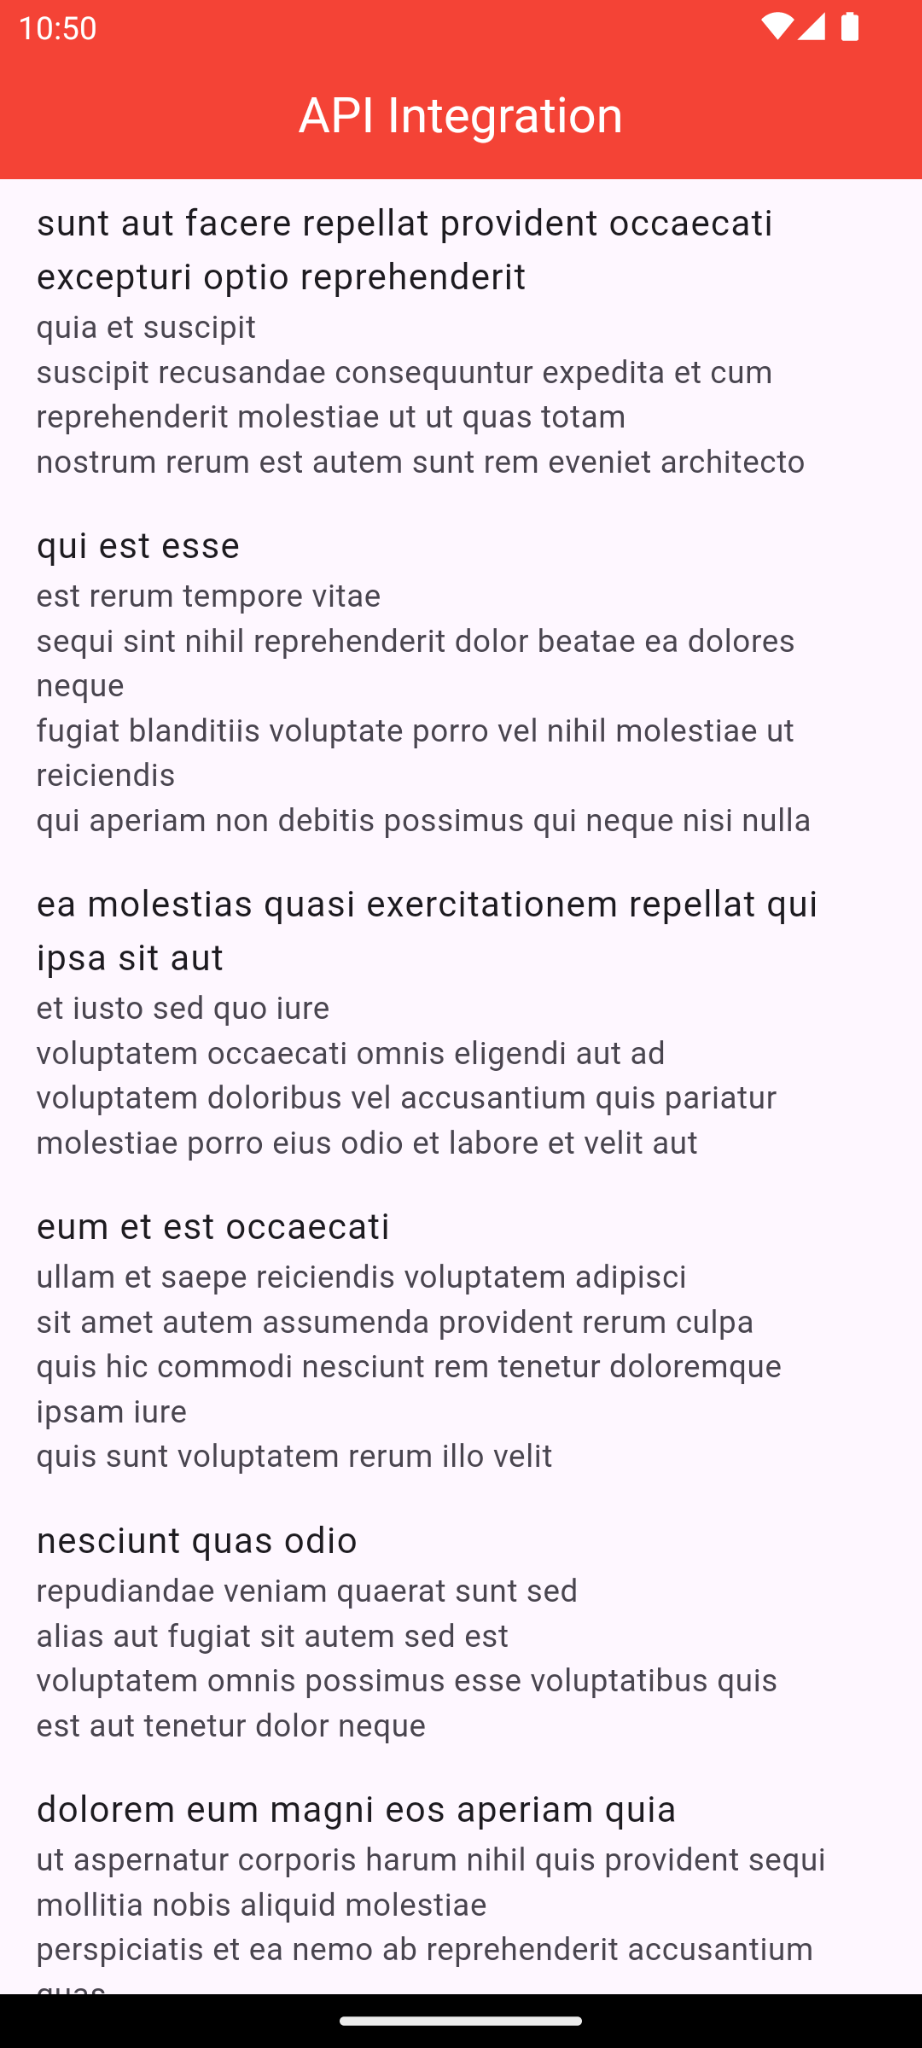 10:50
API Integration
sunt aut facere repellat provident occaecati
excepturi optio reprehenderit
quia et suscipit
suscipit recusandae consequuntur expedita et cum
reprehenderit molestiae ut ut quas totam
nostrum rerum est autem sunt rem eveniet architecto
qui est esse
est rerum tempore vitae
sequi sint nihil reprehenderit dolor beatae ea dolores
neque
fugiat blanditiis voluptate porro vel nihil molestiae ut
reiciendis
qui aperiam non debitis possimus qui neque nisi nulla
ea molestias quasi exercitationem repellat qui
ipsa sit aut
et iusto sed quo iure
voluptatem occaecati omnis eligendi aut ad
voluptatem doloribus vel accusantium quis pariatur
molestiae porro eius odio et labore et velit aut
eum et est occaecati
ullam et saepe reiciendis voluptatem adipisci
sit amet autem assumenda provident rerum culpa
quis hic commodi nesciunt rem tenetur doloremque
ipsam iure
quis sunt voluptatem rerum illo velit
nesciunt quas odio
repudiandae veniam quaerat sunt sed
alias aut fugiat sit autem sed est
voluptatem omnis possimus esse voluptatibus quis
est aut tenetur dolor neque
dolorem eum magni eos aperiam quia
ut aspernatur corporis harum nihil quis provident sequi
mollitia nobis aliquid molestiae
perspiciatis et ea nemo ab reprehenderit accusantium